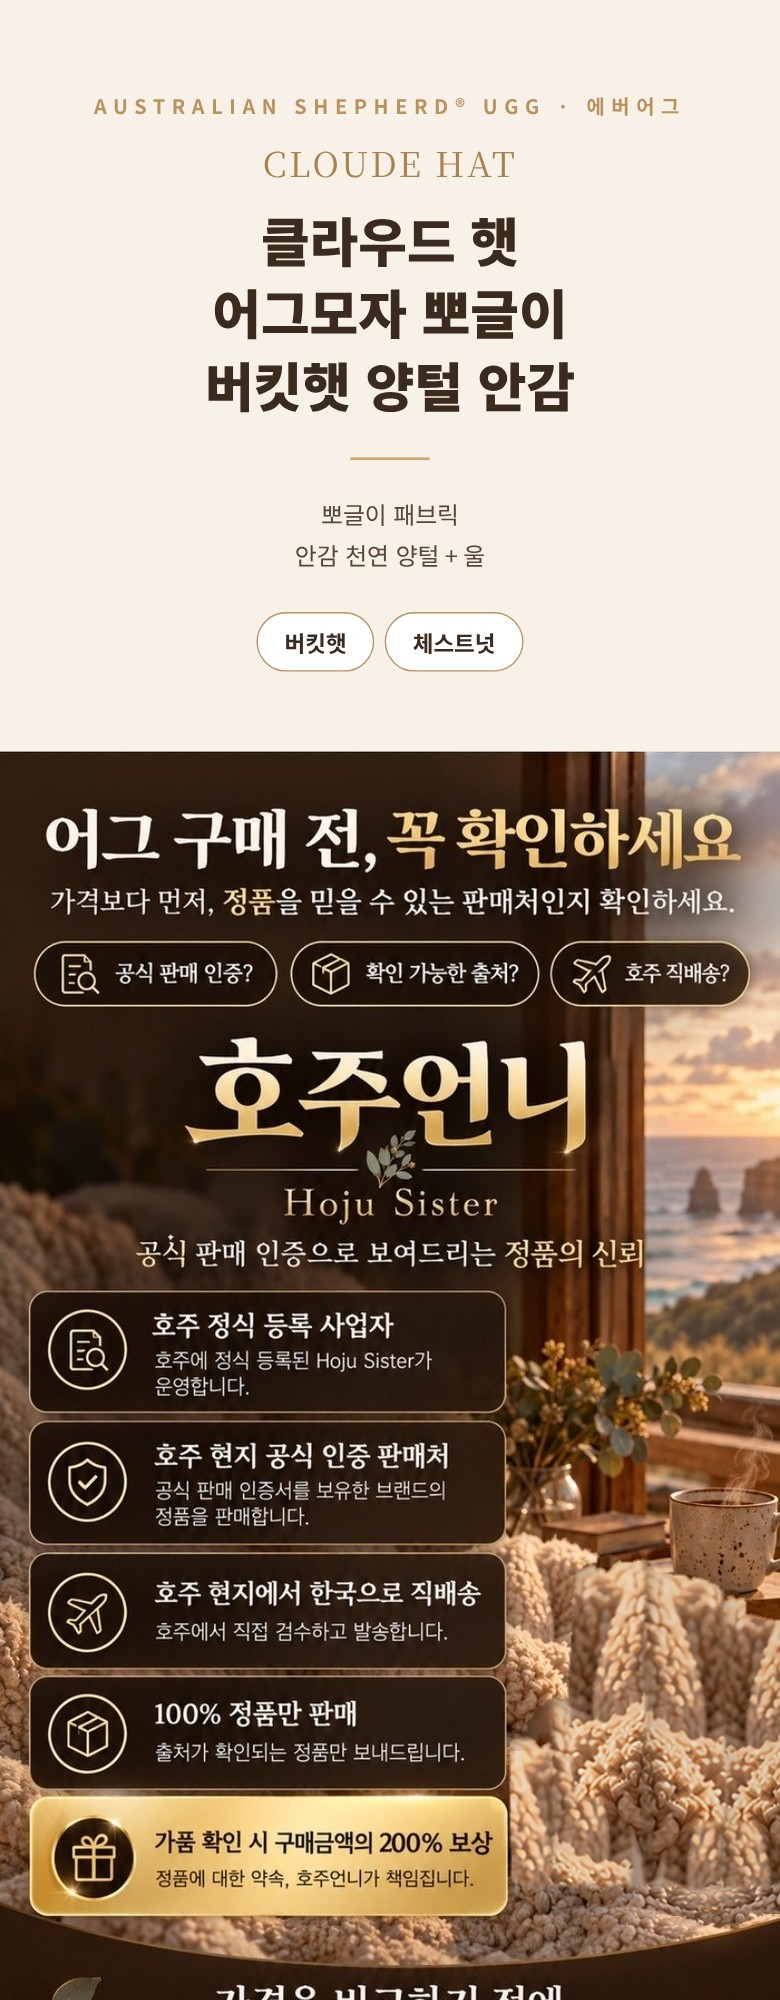 AUSTRALIAN SHEPHERD® UGG · 에버어그
CLOUDE HAT
클라우드 햇
어그모자 뽀글이
버킷햇 양털 안감
뽀글이 패브릭
안감 천연 양털 + 울
버킷햇 체스트넛
어그 구매 전, 꼭 확인하세요
가격보다 먼저, 정품을 믿을 수 있는 판매처인지 확인하세요.
공식 판매 인증? 확인 가능한 출처? 호주 직배송?
호주언니
Hoju Sister
공식 판매 인증으로 보여드리는 정품의 신뢰
호주 정식 등록 사업자
호주에 정식 등록된 Hoju Sister가
운영합니다.
호주 현지 공식 인증 판매처
공식 판매 인증서를 보유한 브랜드의
정품을 판매합니다.
호주 현지에서 한국으로 직배송
호주에서 직접 검수하고 발송합니다.
100% 정품만 판매
출처가 확인되는 정품만 보내드립니다.
가품 확인 시 구매금액의 200% 보상
정품에 대한 약속, 호주언니가 책임집니다.
가격을 비교하기 전에